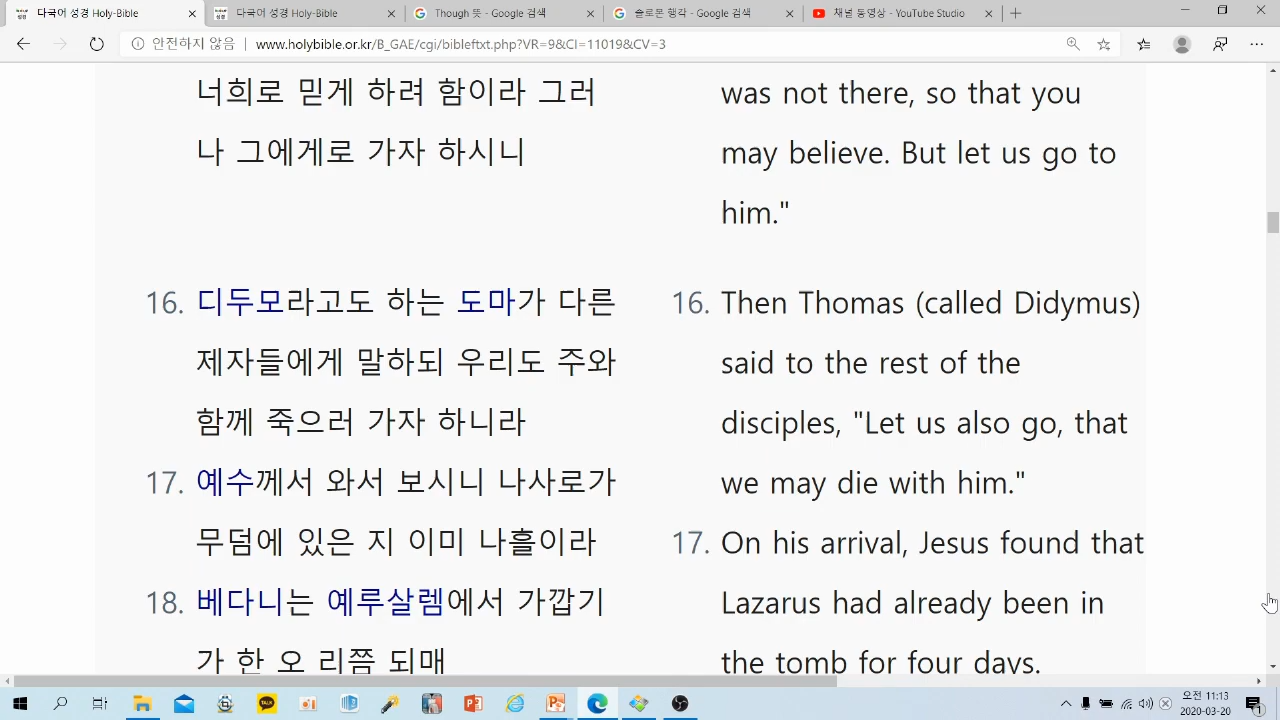 다국어 성경 Holy-Bible
다국어 성경 Holy-Bible
Though 뜻 - Google 검색
솔로몬 행각 - Google 검색
채널 동영상 - YouTube Studio
안전하지 않음
www.holybible.or.kr/B_GAE/cgi/bibleftxt.php?VR=9&CI=11019&CV=3
너희로 믿게 하려 함이라 그러
나 그에게로 가자 하시니
16. 디두모라고도 하는 도마가 다른
제자들에게 말하되 우리도 주와
함께 죽으러 가자 하니라
17. 예수께서 와서 보시니 나사로가
무덤에 있은 지 이미 나흘이라
18. 베다니는 예루살렘에서 가깝기
가 한 오 리쯤 되매
was not there, so that you
may believe. But let us go to
him."
16. Then Thomas (called Didymus)
said to the rest of the
disciples, "Let us also go, that
we may die with him."
17. On his arrival, Jesus found that
Lazarus had already been in
the tomb for four days.
TALK
오전 11:13
2020-03-20
1